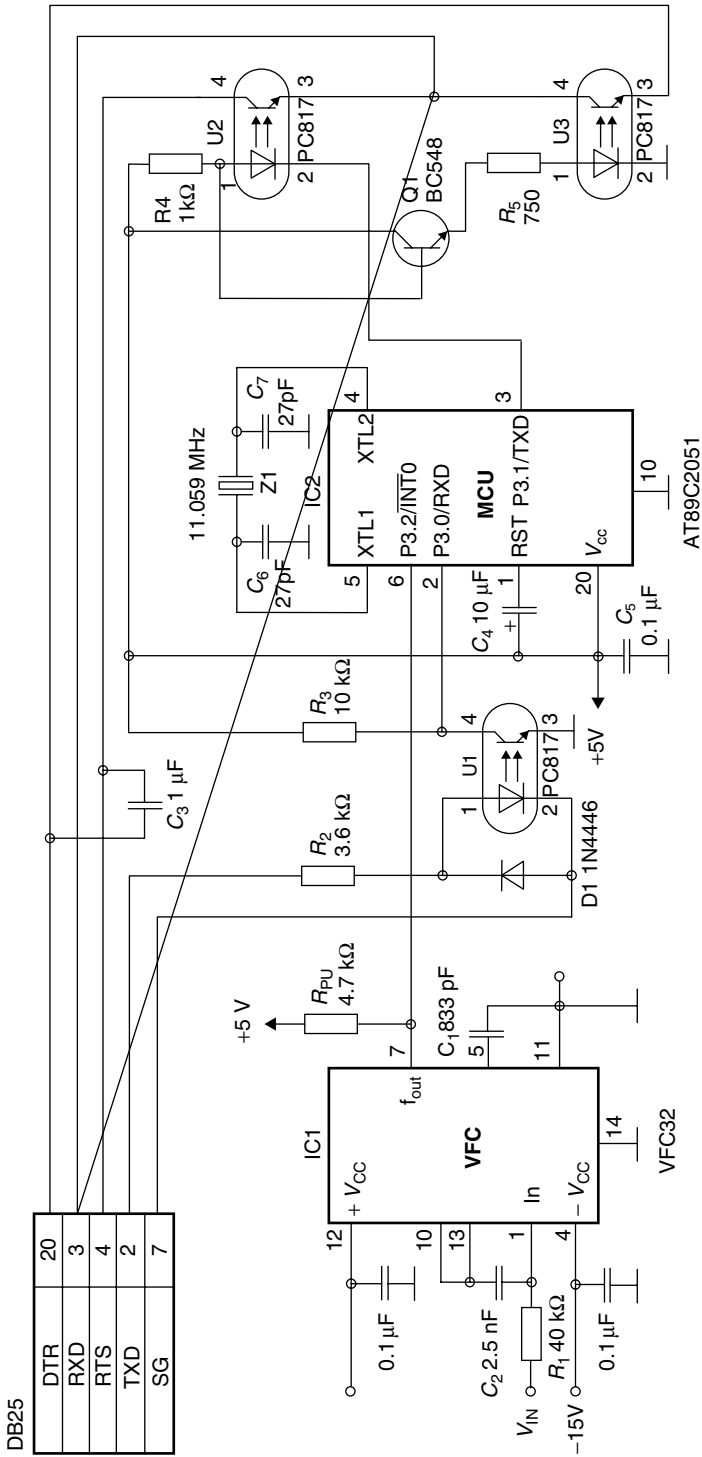 DB25
DTR 20
RXD 3
RTS 4
TXD 2
SG 7
C3 1 µF
+5 V
RPU
4.7 kΩ
R2
3.6 kΩ
R3
10 kΩ
11.059 MHz
Z1
C6
27pF
C7
27pF
IC2
5
XTL1
XTL2
4
6
P3.2/INT0
2
P3.0/RXD
MCU
1
RST P3.1/TXD
3
20
Vcc
10
AT89C2051
C4 10 µF
+
C5
0.1 µF
+5V
U1
1
4
2
3
PC817
D1 1N4446
IC1
12
+ VCC
fout
7
10
13
VFC
5
C1 833 pF
1
In
11
4
− VCC
14
VFC32
0.1 µF
C2 2.5 nF
VIN
R1 40 kΩ
−15V
0.1 µF
R4
1kΩ
U2
1
4
2
3
PC817
Q1
BC548
R5
750
U3
1
4
2
3
PC817